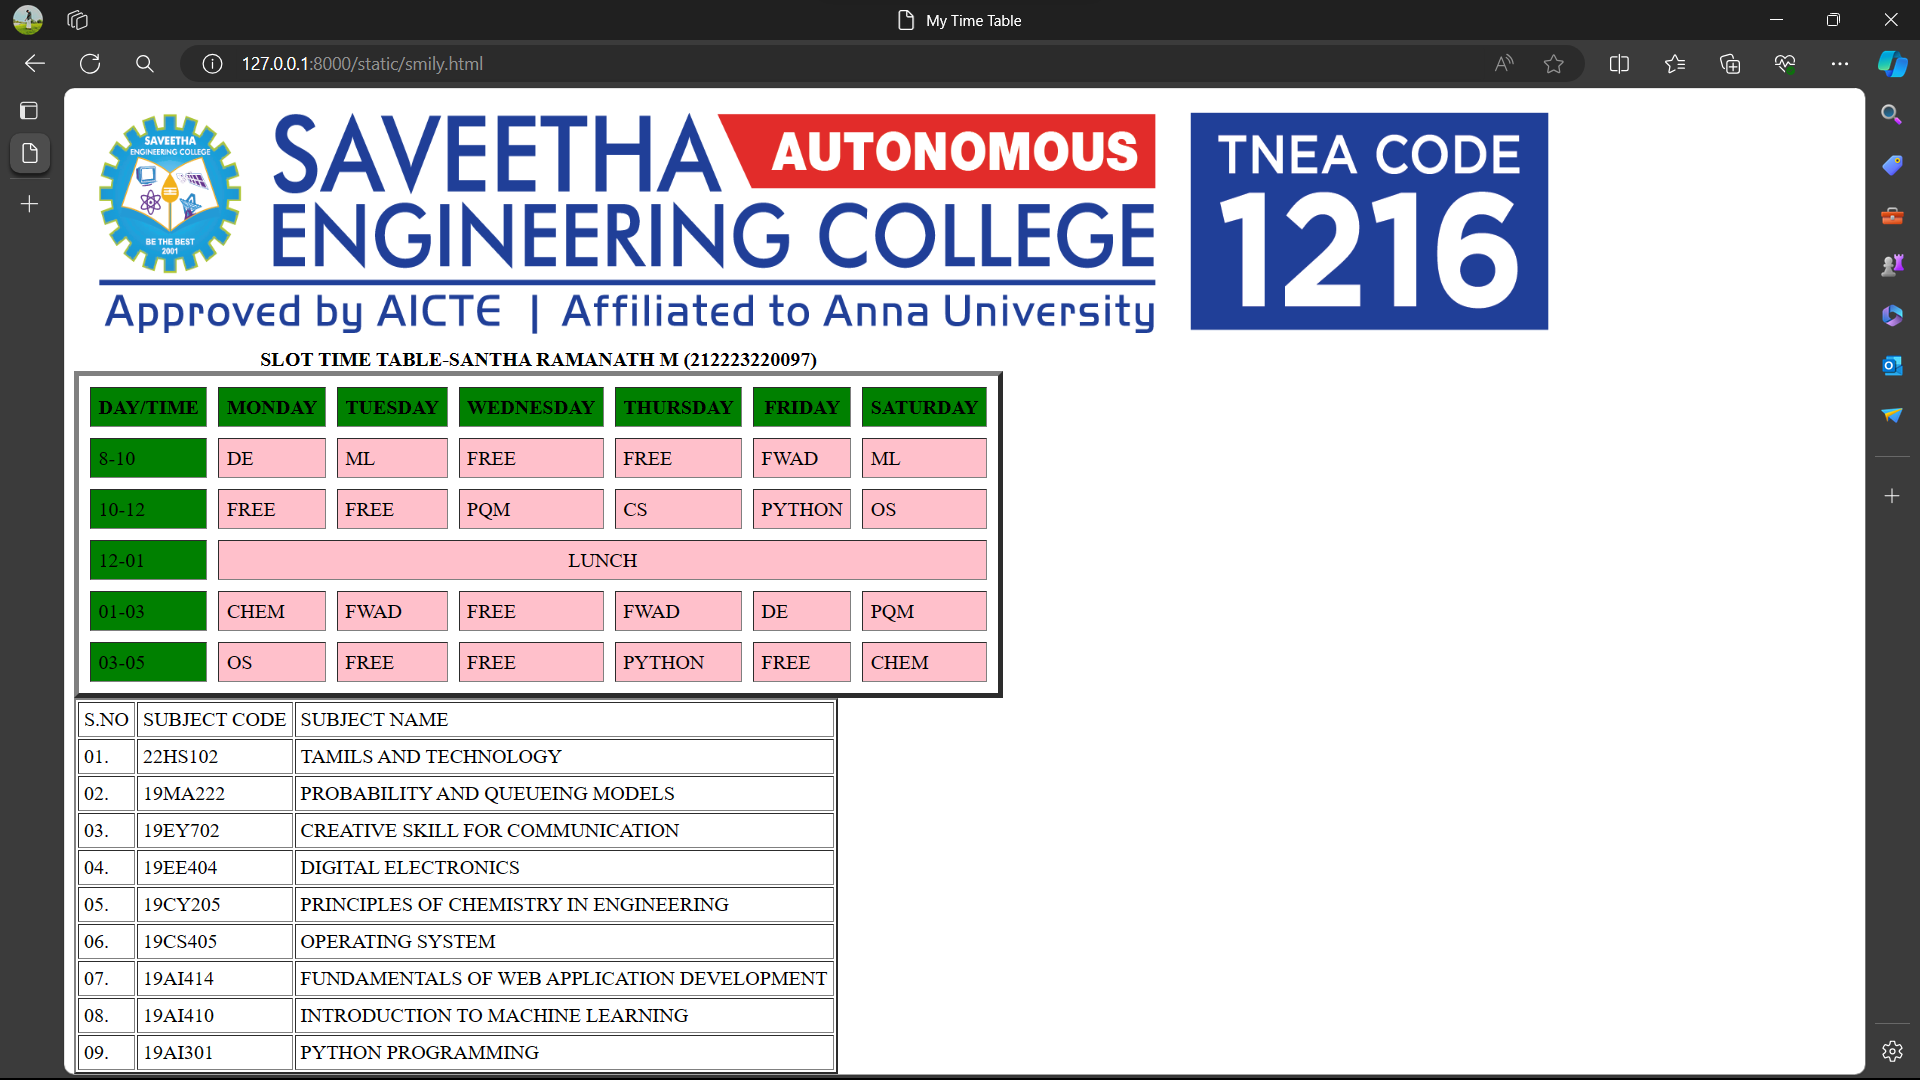 My Time Table
127.0.0.1:8000/static/smily.html
SAVEETHA
ENGINEERING COLLEGE
BE THE BEST
2001
SAVEETHA AUTONOMOUS
ENGINEERING COLLEGE
Approved by AICTE | Affiliated to Anna University
TNEA CODE
1216
SLOT TIME TABLE-SANTHA RAMANATH M (212223220097)
DAY/TIME MONDAY TUESDAY WEDNESDAY THURSDAY FRIDAY SATURDAY
8-10 DE ML FREE FREE FWAD ML
10-12 FREE FREE PQM CS PYTHON OS
12-01 LUNCH
01-03 CHEM FWAD FREE FWAD DE PQM
03-05 OS FREE FREE PYTHON FREE CHEM
S.NO SUBJECT CODE SUBJECT NAME
01. 22HS102 TAMILS AND TECHNOLOGY
02. 19MA222 PROBABILITY AND QUEUEING MODELS
03. 19EY702 CREATIVE SKILL FOR COMMUNICATION
04. 19EE404 DIGITAL ELECTRONICS
05. 19CY205 PRINCIPLES OF CHEMISTRY IN ENGINEERING
06. 19CS405 OPERATING SYSTEM
07. 19AI414 FUNDAMENTALS OF WEB APPLICATION DEVELOPMENT
08. 19AI410 INTRODUCTION TO MACHINE LEARNING
09. 19AI301 PYTHON PROGRAMMING